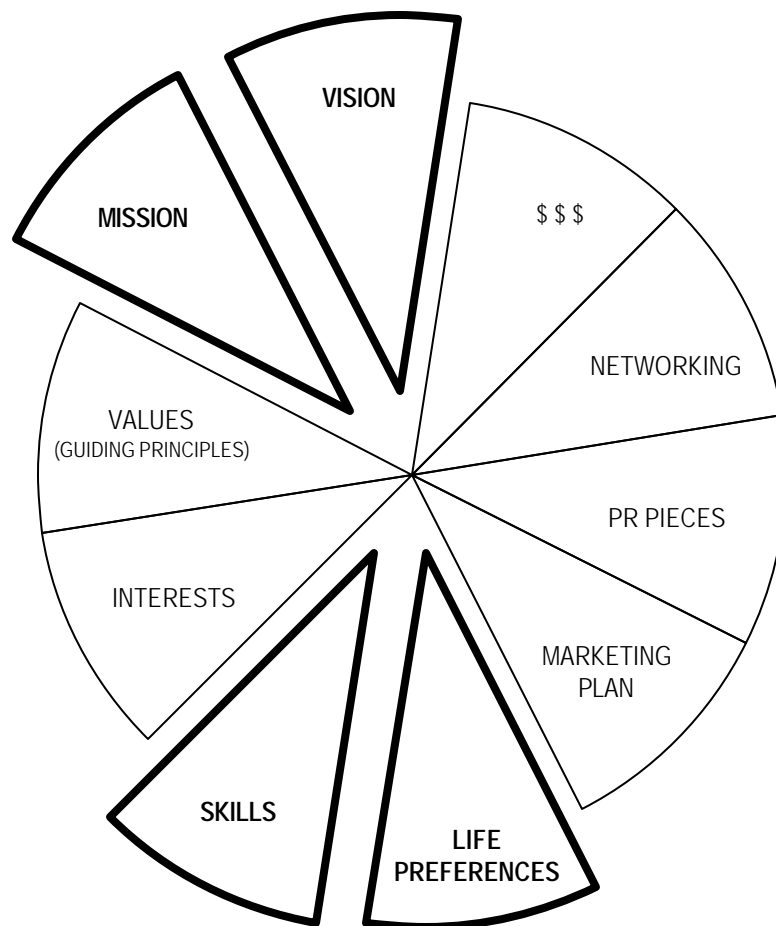 VISION
MISSION
$ $ $
NETWORKING
VALUES
(GUIDING PRINCIPLES)
PR PIECES
INTERESTS
MARKETING
PLAN
SKILLS
LIFE
PREFERENCES